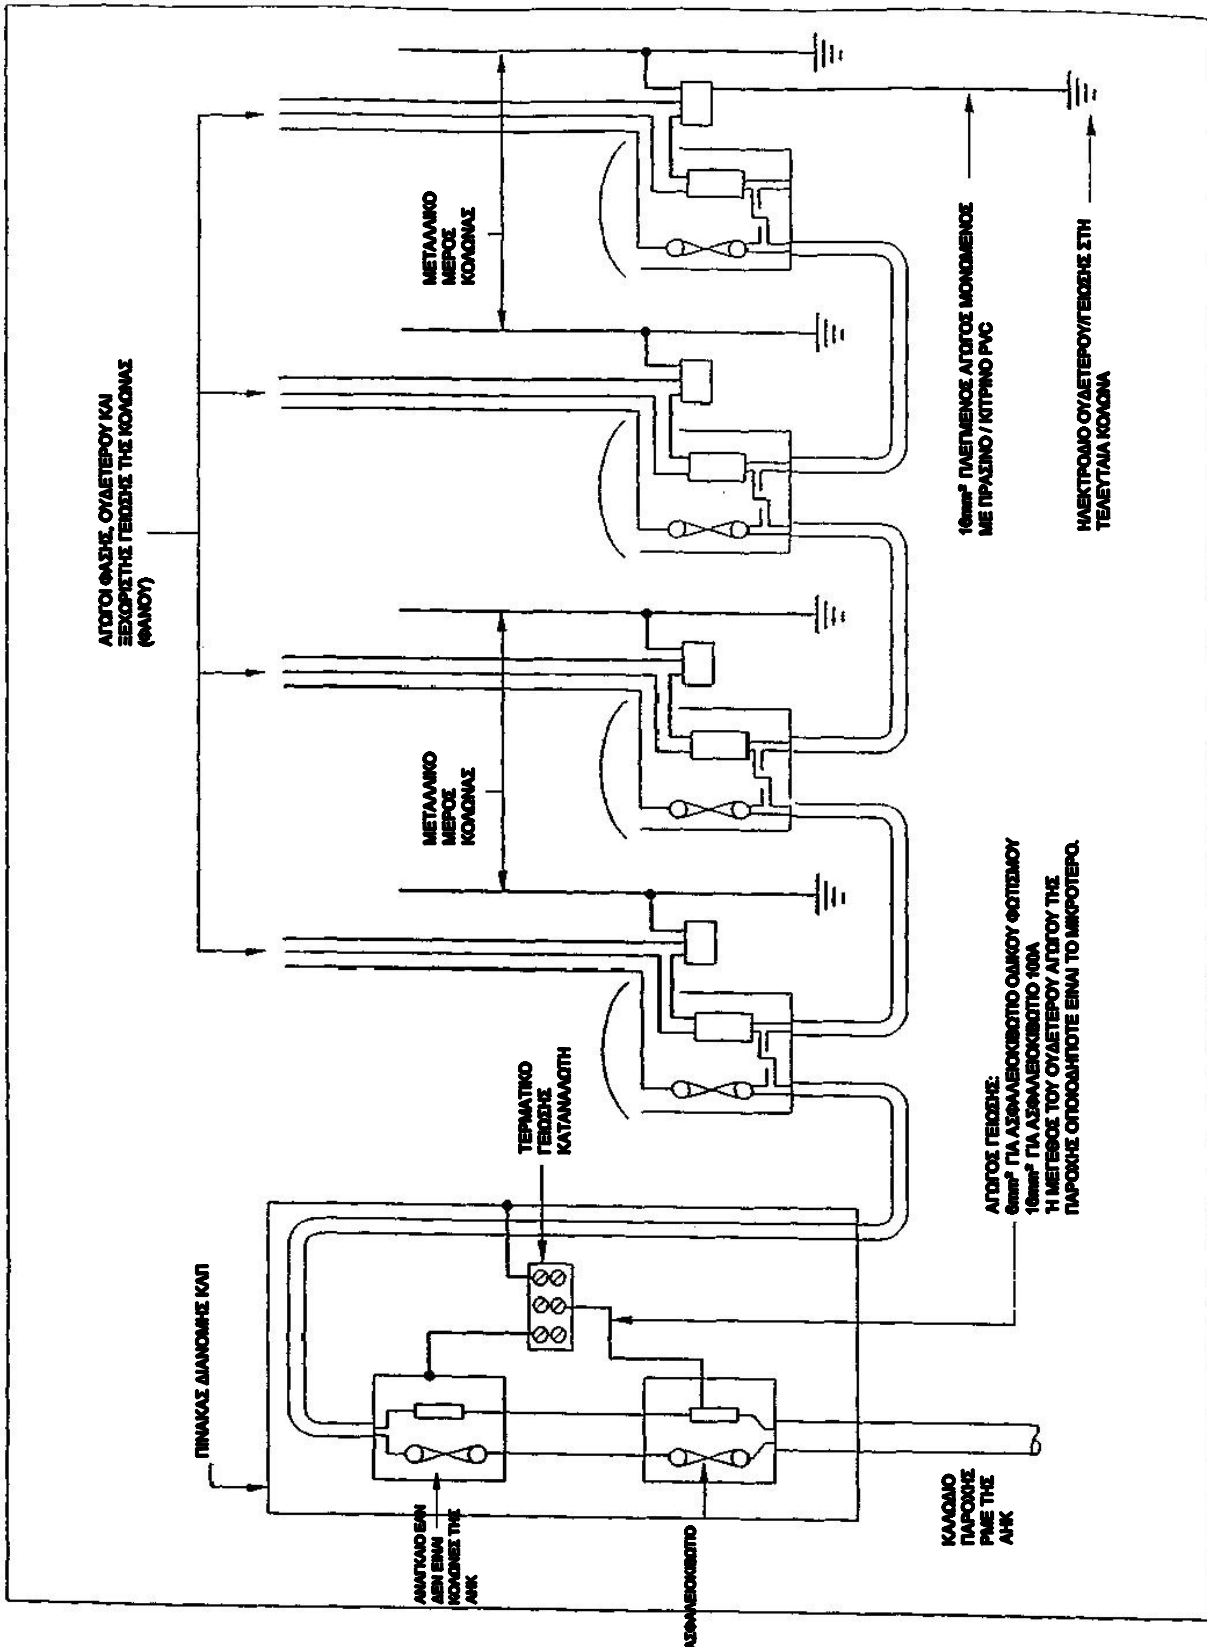 ΑΓΩΓΟΙ ΦΑΣΗΣ, ΟΥΔΕΤΕΡΟΥ ΚΑΙ
ΞΕΧΩΡΙΣΤΗΣ ΓΕΙΩΣΗΣ ΤΗΣ ΚΟΛΩΝΑΣ
(ΦΑΝΟΥ)
ΠΙΝΑΚΑΣ ΔΙΑΝΟΜΗΣ ΚΛΠ
ΜΕΤΑΛΛΙΚΟ
ΜΕΡΟΣ
ΚΟΛΩΝΑΣ
ΜΕΤΑΛΛΙΚΟ
ΜΕΡΟΣ
ΚΟΛΩΝΑΣ
ΑΝΑΓΚΑΙΟ ΕΑΝ
ΔΕΝ ΕΙΝΑΙ
ΚΟΛΩΝΕΣ ΤΗΣ
ΑΗΚ
ΤΕΡΜΑΤΙΚΟ
ΓΕΙΩΣΗΣ
ΚΑΤΑΝΑΛΩΤΗ
ΑΣΦΑΛΕΙΟΚΙΒΩΤΙΟ
ΚΑΛΩΔΙΟ
ΠΑΡΟΧΗΣ
PME ΤΗΣ
ΑΗΚ
ΑΓΩΓΟΣ ΓΕΙΩΣΗΣ:
6mm² ΓΙΑ ΑΣΦΑΛΕΙΟΚΙΒΩΤΙΟ ΟΔΙΚΟΥ ΦΩΤΙΣΜΟΥ
16mm² ΓΙΑ ΑΣΦΑΛΕΙΟΚΙΒΩΤΙΟ 100A
Ή ΜΕΓΕΘΟΣ ΤΟΥ ΟΥΔΕΤΕΡΟΥ ΑΓΩΓΟΥ ΤΗΣ
ΠΑΡΟΧΗΣ ΟΠΟΙΟΔΗΠΟΤΕ ΕΙΝΑΙ ΤΟ ΜΙΚΡΟΤΕΡΟ.
16mm² ΠΛΕΓΜΕΝΟΣ ΑΓΩΓΟΣ ΜΟΝΩΜΕΝΟΣ
ΜΕ ΠΡΑΣΙΝΟ / ΚΙΤΡΙΝΟ PVC
ΗΛΕΚΤΡΟΔΙΟ ΟΥΔΕΤΕΡΟΥ/ΓΕΙΩΣΗΣ ΣΤΗ
ΤΕΛΕΥΤΑΙΑ ΚΟΛΩΝΑ